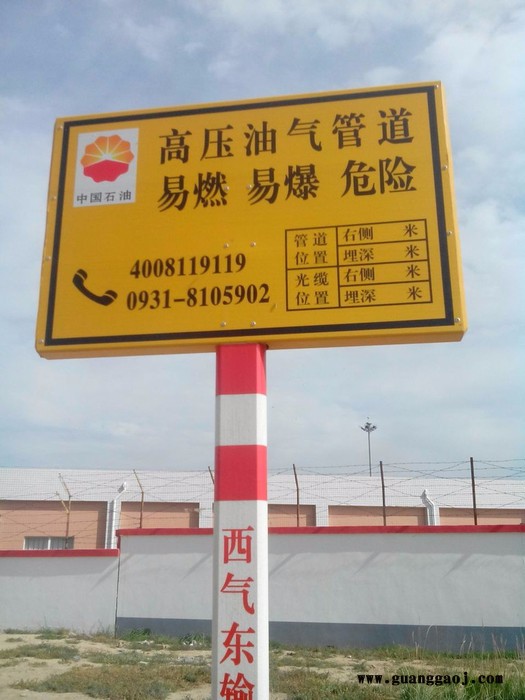 高压油气管道
易燃 易爆 危险
中国石油
4008119119
0931-8105902
管道位置 右侧 米
埋深 米
光缆位置 右侧 米
埋深 米
西气东输
www.guanggaoj.com